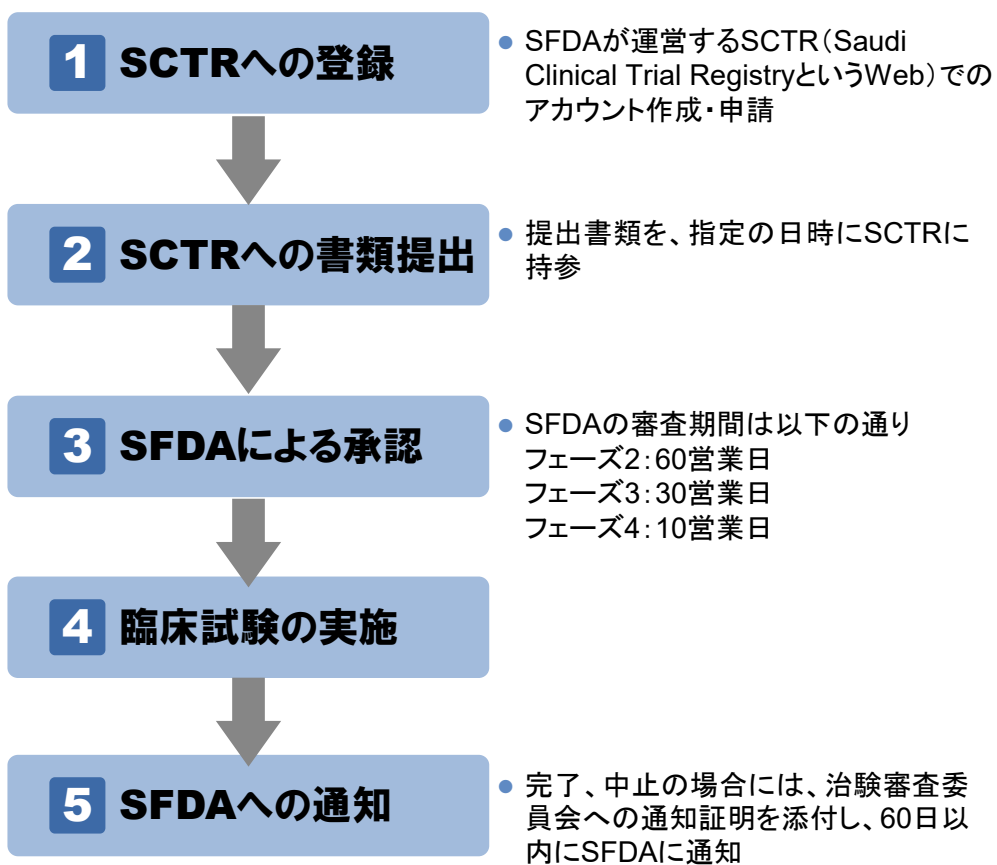 1 SCTRへの登録
● SFDAが運営するSCTR（Saudi
Clinical Trial RegistryというWeb）での
アカウント作成・申請
2 SCTRへの書類提出
● 提出書類を、指定の日時にSCTRに
持参
3 SFDAによる承認
● SFDAの審査期間は以下の通り
フェーズ2：60営業日
フェーズ3：30営業日
フェーズ4：10営業日
4 臨床試験の実施
5 SFDAへの通知
● 完了、中止の場合には、治験審査委
員会への通知証明を添付し、60日以
内にSFDAに通知